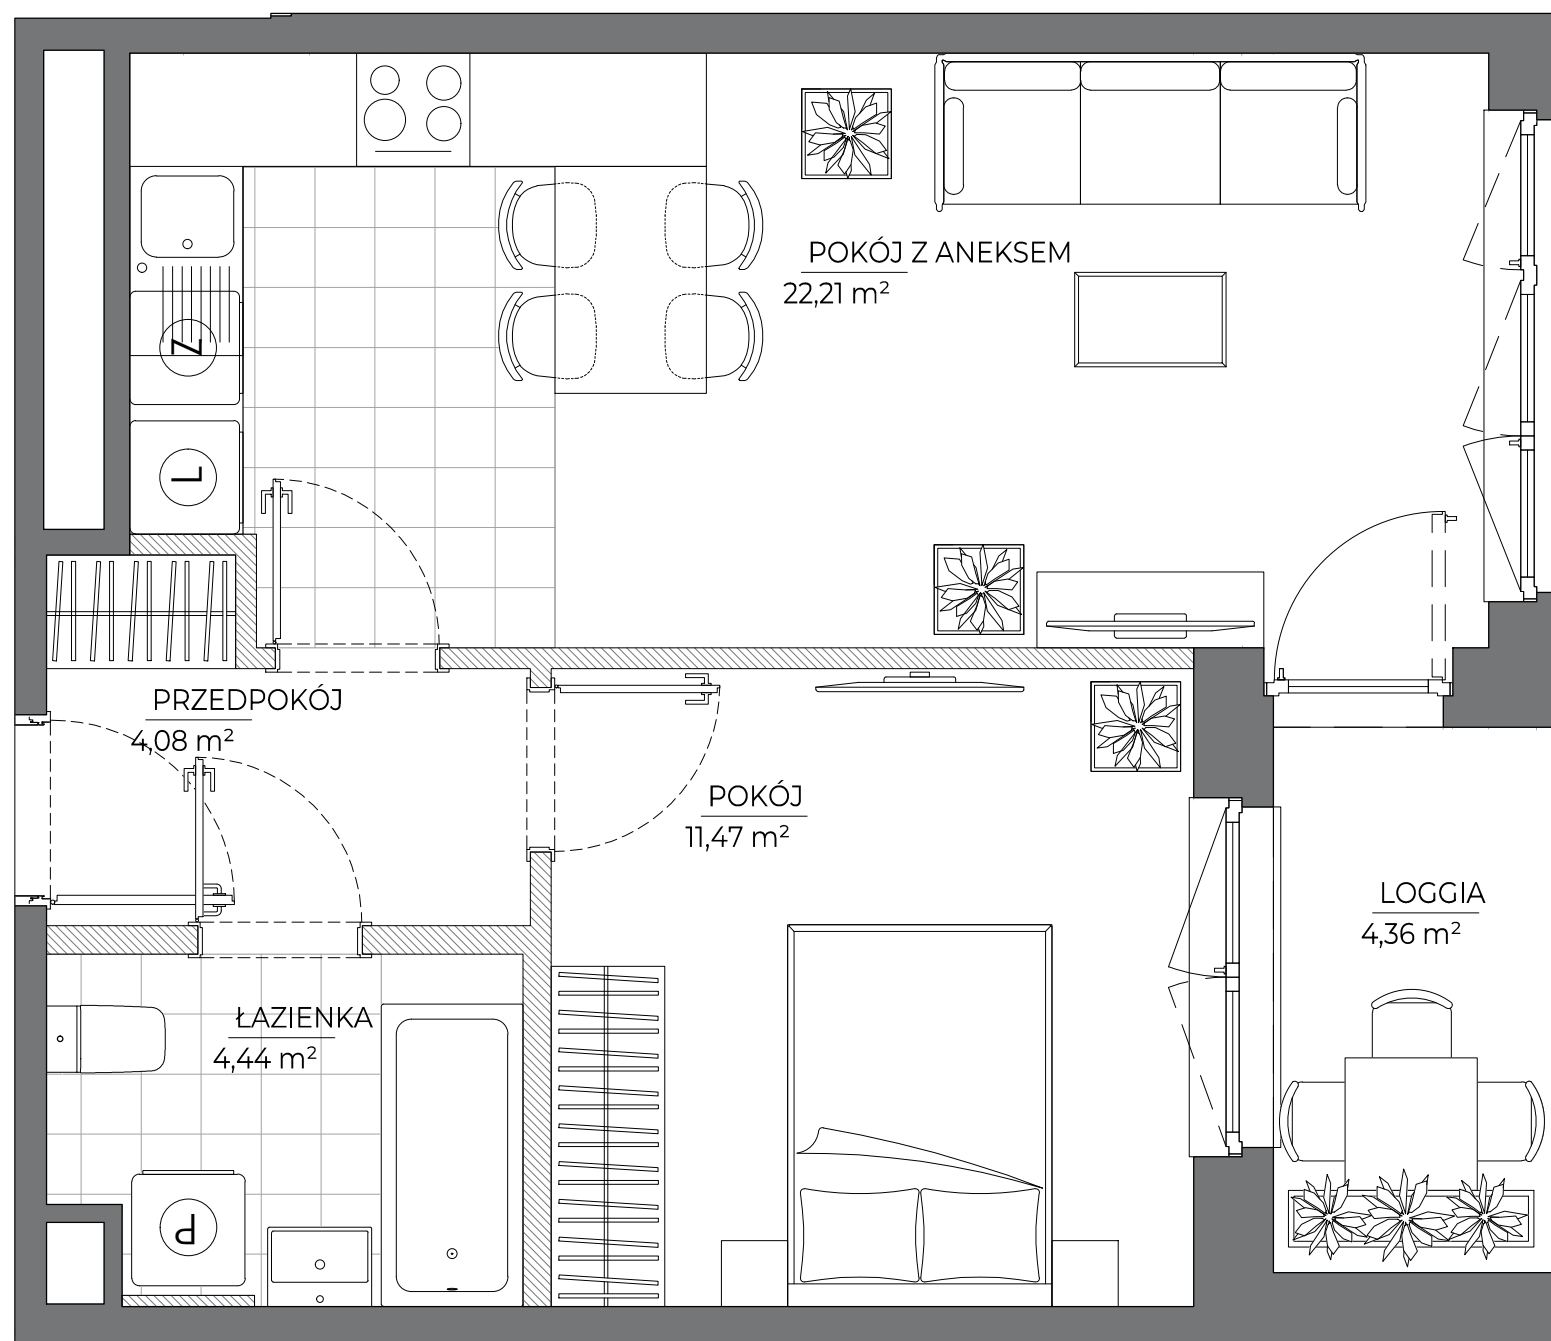 POKÓJ Z ANEKSEM
22,21 m²
Z
L
PRZEDPOKÓJ
4,08 m²
POKÓJ
11,47 m²
LOGGIA
4,36 m²
ŁAZIENKA
4,44 m²
P